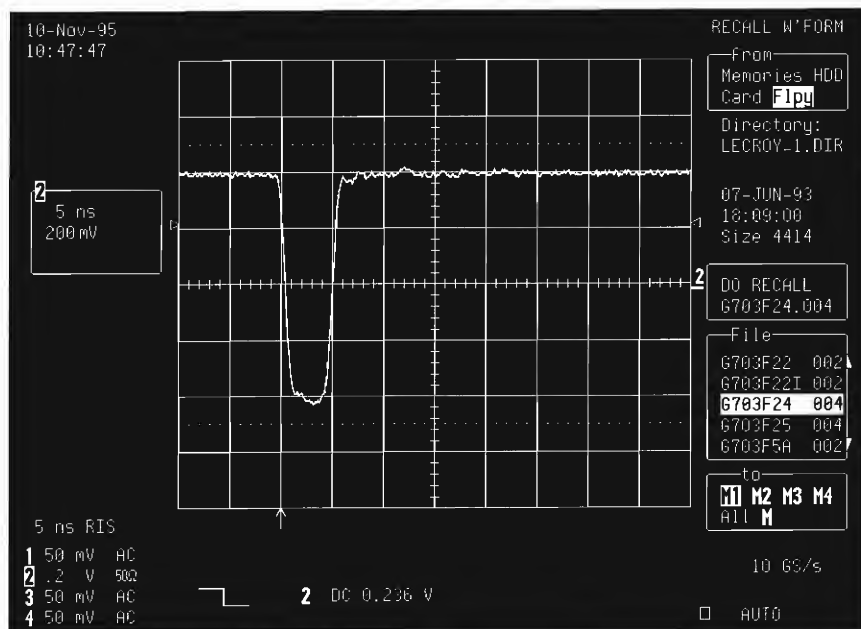 10-Nov-95
10:47:47
2
5 ns
200 mV
RECALL W'FORM
From
Memories HDD
Card Flpy
Directory:
LECROY_1.DIR
07-JUN-93
18:09:00
Size 4414
2
DO RECALL
G703F24.004
File
G703F22 002
G703F22I 002
G703F24 004
G703F25 004
G703F5A 002
to
M1 M2 M3 M4
All M
5 ns RIS
1 50 mV AC
2 .2 V 50Ω
3 50 mV AC
4 50 mV AC
2 DC 0.236 V
10 GS/s
□ AUTO